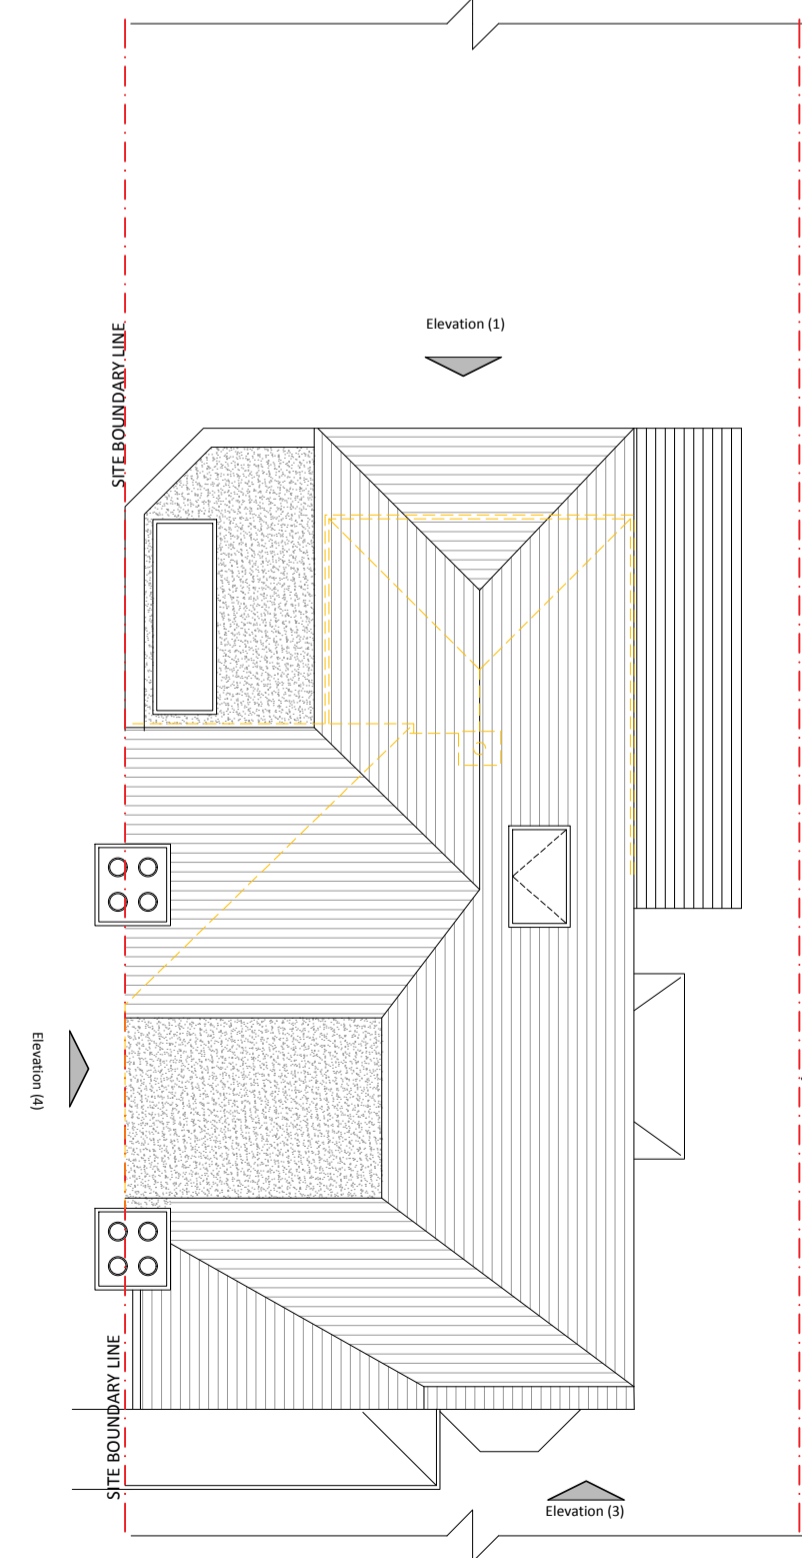 Elevation (1)
SITE BOUNDARY LINE
Elevation (4)
SITE BOUNDARY LINE
Elevation (3)